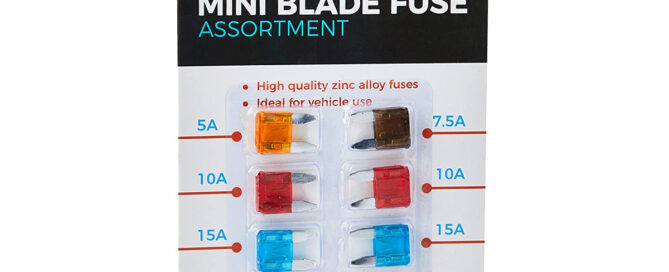 MINI BLADE FUSE
ASSORTMENT
• High quality zinc alloy fuses
• Ideal for vehicle use
5A
7.5A
10A
10A
15A
15A